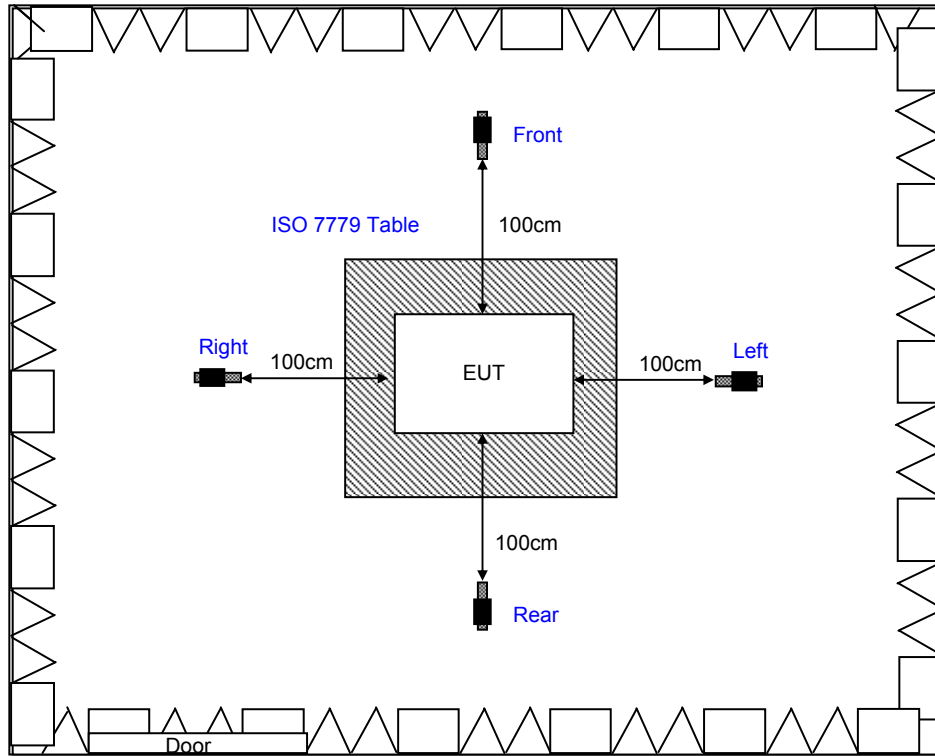 Front
ISO 7779 Table
100cm
Right
100cm
EUT
100cm
Left
100cm
Rear
Door